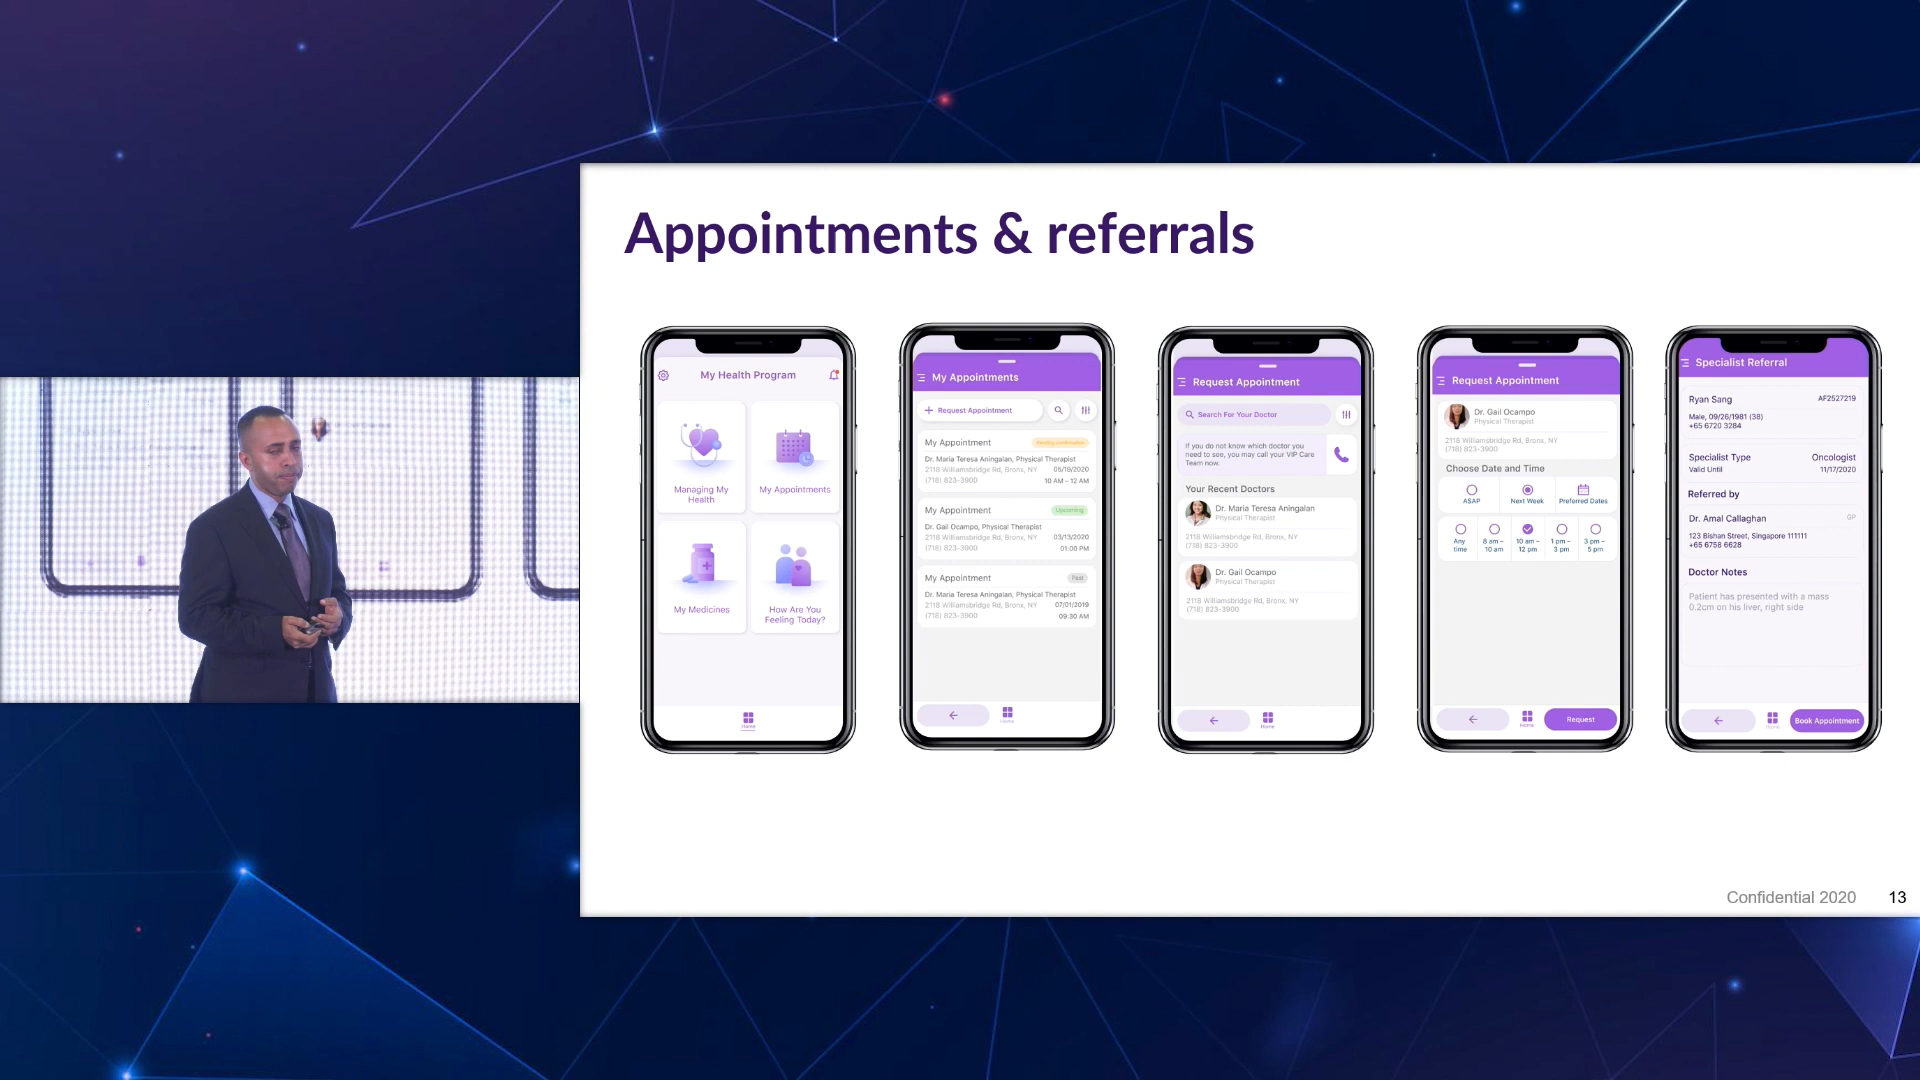 Appointments & referrals
My Health Program
Managing My
Health
My Appointments
My Medicines
How Are You
Feeling Today?
Home
My Appointments
Request Appointment
My Appointment
Pending confirmation
Dr. Maria Teresa Aningalan, Physical Therapist
2118 Williamsbridge Rd, Bronx, NY
05/19/2020
(718) 823-3900
10 AM – 12 AM
My Appointment
Upcoming
Dr. Gail Ocampo, Physical Therapist
2118 Williamsbridge Rd, Bronx, NY
03/13/2020
(718) 823-3900
01:00 PM
My Appointment
Past
Dr. Maria Teresa Aningalan, Physical Therapist
2118 Williamsbridge Rd, Bronx, NY
07/01/2019
(718) 823-3900
09:30 AM
Home
Request Appointment
Search For Your Doctor
If you do not know which doctor you
need to see, you may call your VIP Care
Team now.
Your Recent Doctors
Dr. Maria Teresa Aningalan
Physical Therapist
2118 Williamsbridge Rd, Bronx, NY
(718) 823-3900
Dr. Gail Ocampo
Physical Therapist
2118 Williamsbridge Rd, Bronx, NY
(718) 823-3900
Home
Request Appointment
Dr. Gail Ocampo
Physical Therapist
2118 Williamsbridge Rd, Bronx, NY
(718) 823-3900
Choose Date and Time
ASAP
Next Week
Preferred Dates
Any
time
8 am –
10 am
10 am –
12 pm
1 pm –
3 pm
3 pm –
5 pm
Home
Request
Specialist Referral
Ryan Sang
AF2527219
Male, 09/26/1981 (38)
+65 6720 3284
Specialist Type
Oncologist
Valid Until
11/17/2020
Referred by
Dr. Amal Callaghan
GP
123 Bishan Street, Singapore 111111
+65 6758 6628
Doctor Notes
Patient has presented with a mass
0.2cm on his liver, right side
Home
Book Appointment
Confidential 2020
13